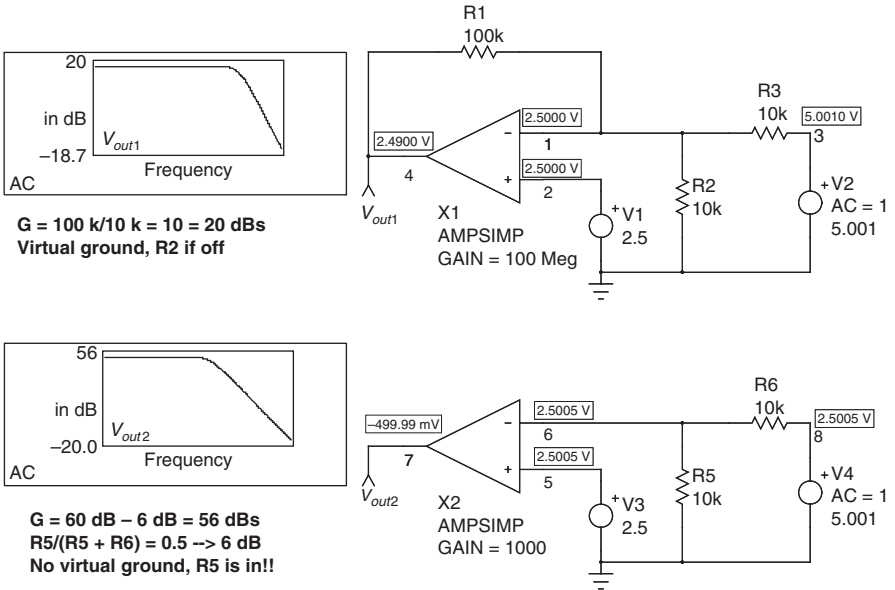 R1
100k
20
in dB
Vout1
−18.7
Frequency
AC
G = 100 k/10 k = 10 = 20 dBs
Virtual ground, R2 if off
2.4900 V
4
Vout1
2.5000 V
−
1
2.5000 V
+
2
X1
AMPSIMP
GAIN = 100 Meg
+ V1
2.5
R2
10k
R3
10k
5.0010 V
3
+ V2
AC = 1
5.001
56
in dB
Vout2
−20.0
Frequency
AC
G = 60 dB – 6 dB = 56 dBs
R5/(R5 + R6) = 0.5 --> 6 dB
No virtual ground, R5 is in!!
−499.99 mV
7
Vout2
2.5005 V
−
6
2.5005 V
+
5
X2
AMPSIMP
GAIN = 1000
+ V3
2.5
R5
10k
R6
10k
2.5005 V
8
+ V4
AC = 1
5.001